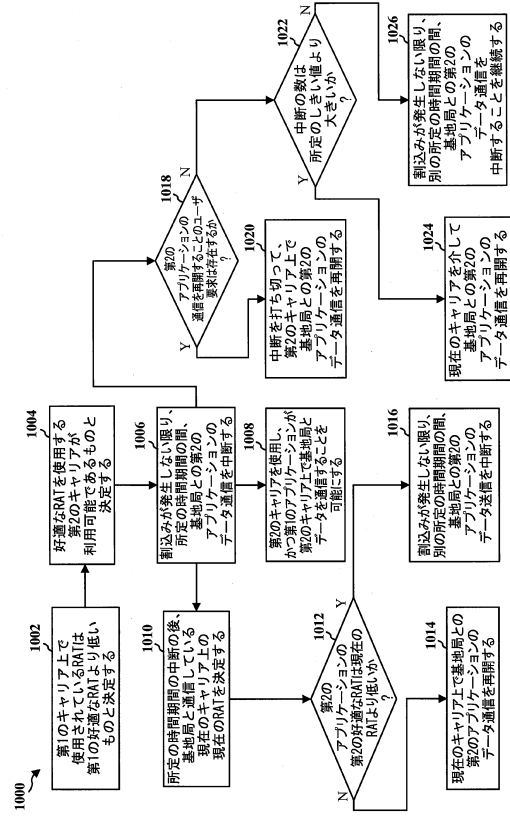 1000
1002
第1のキャリア上で
使用されているRATは
第1の好適なRATより低い
ものと決定する
1004
好適なRATを使用する
第2のキャリアが
利用可能であるものと
決定する
1006
割込みが発生しない限り、
所定の時間期間の間、
基地局との第2の
アプリケーションの
データ通信を中断する
1008
第2のキャリアを使用し、
かつ第1のアプリケーションが
第2のキャリア上で基地局と
データを通信することを
可能にする
1010
所定の時間期間の中断の後、
基地局と通信している
現在のキャリア上の
現在のRATを決定する
1012
第2の
アプリケーションの
第2の好適なRATは現在の
RATより低いか
?
N
Y
1014
現在のキャリア上で基地局との
第2のアプリケーションの
データ通信を再開する
1016
割込みが発生しない限り、
別の所定の時間期間の間、
基地局との第2の
アプリケーションの
データ送信を中断する
1018
第2の
アプリケーションの
通信を再開することのユーザ
要求は存在するか
?
Y
N
1020
中断を打ち切って、
第2のキャリア上で
基地局との第2の
アプリケーションの
データ通信を再開する
1022
中断の数は
所定のしきい値より
大きいか
?
Y
N
1024
現在のキャリアを介して
基地局との第2の
アプリケーションの
データ通信を再開する
1026
割込みが発生しない限り、
別の所定の時間期間の間、
基地局との第2の
アプリケーションの
データ通信を
中断することを継続する